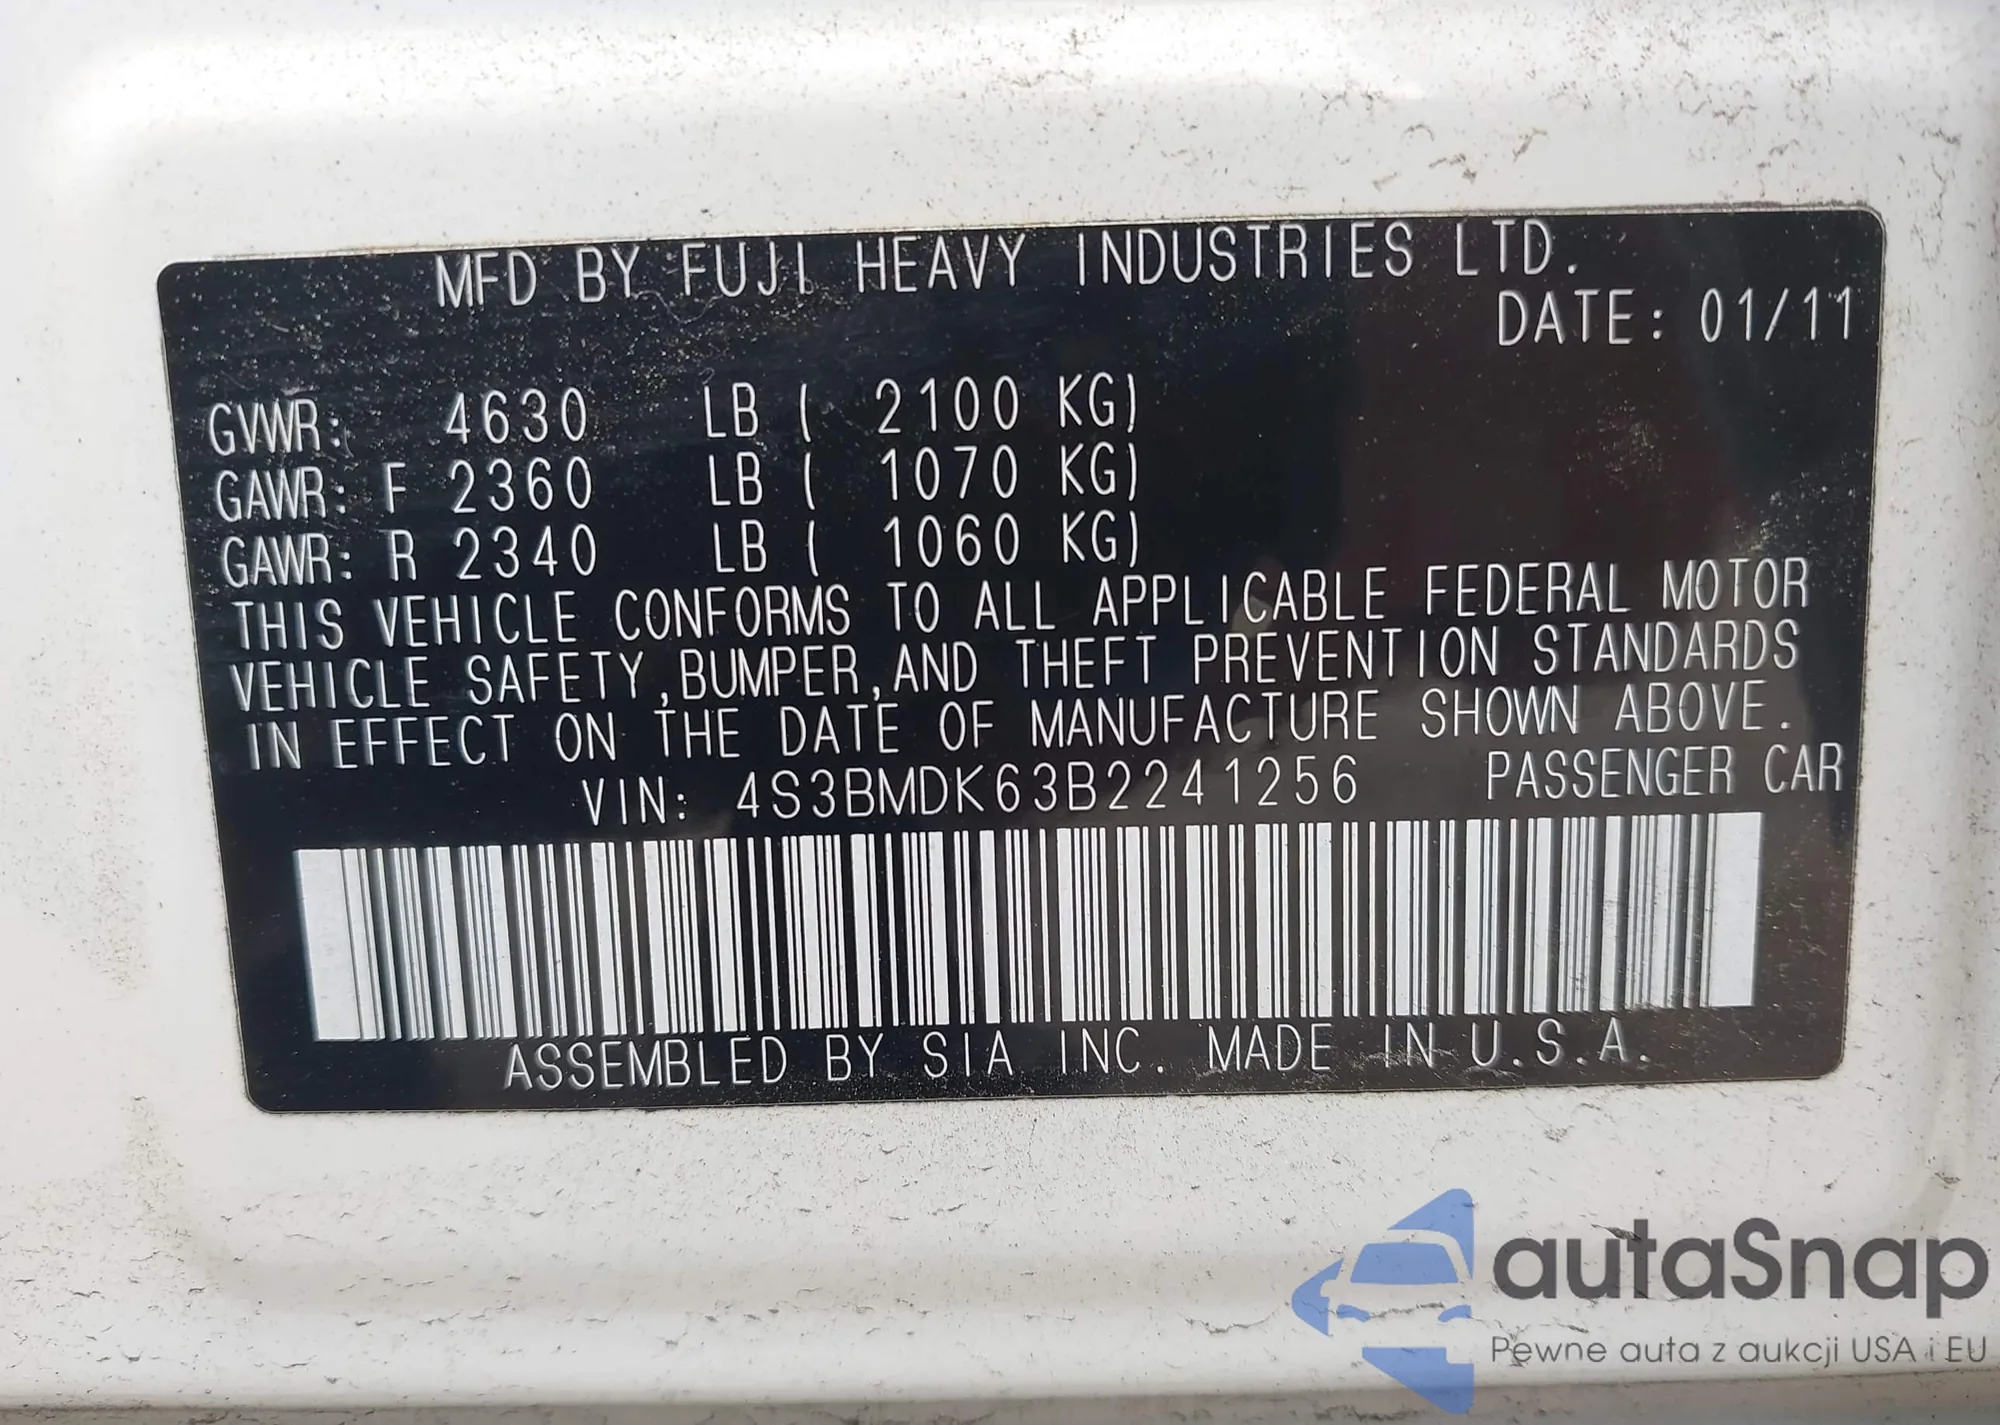 MFD BY FUJI HEAVY INDUSTRIES LTD.
DATE: 01/11
GVWR: 4630 LB ( 2100 KG)
GAWR: F 2360 LB ( 1070 KG)
GAWR: R 2340 LB ( 1060 KG)
THIS VEHICLE CONFORMS TO ALL APPLICABLE FEDERAL MOTOR
VEHICLE SAFETY,BUMPER,AND THEFT PREVENTION STANDARDS
IN EFFECT ON THE DATE OF MANUFACTURE SHOWN ABOVE.
VIN: 4S3BMDK63B2241256 PASSENGER CAR
ASSEMBLED BY SIA INC. MADE IN U.S.A.
autaSnap
Pewne auta z aukcji USA i EU